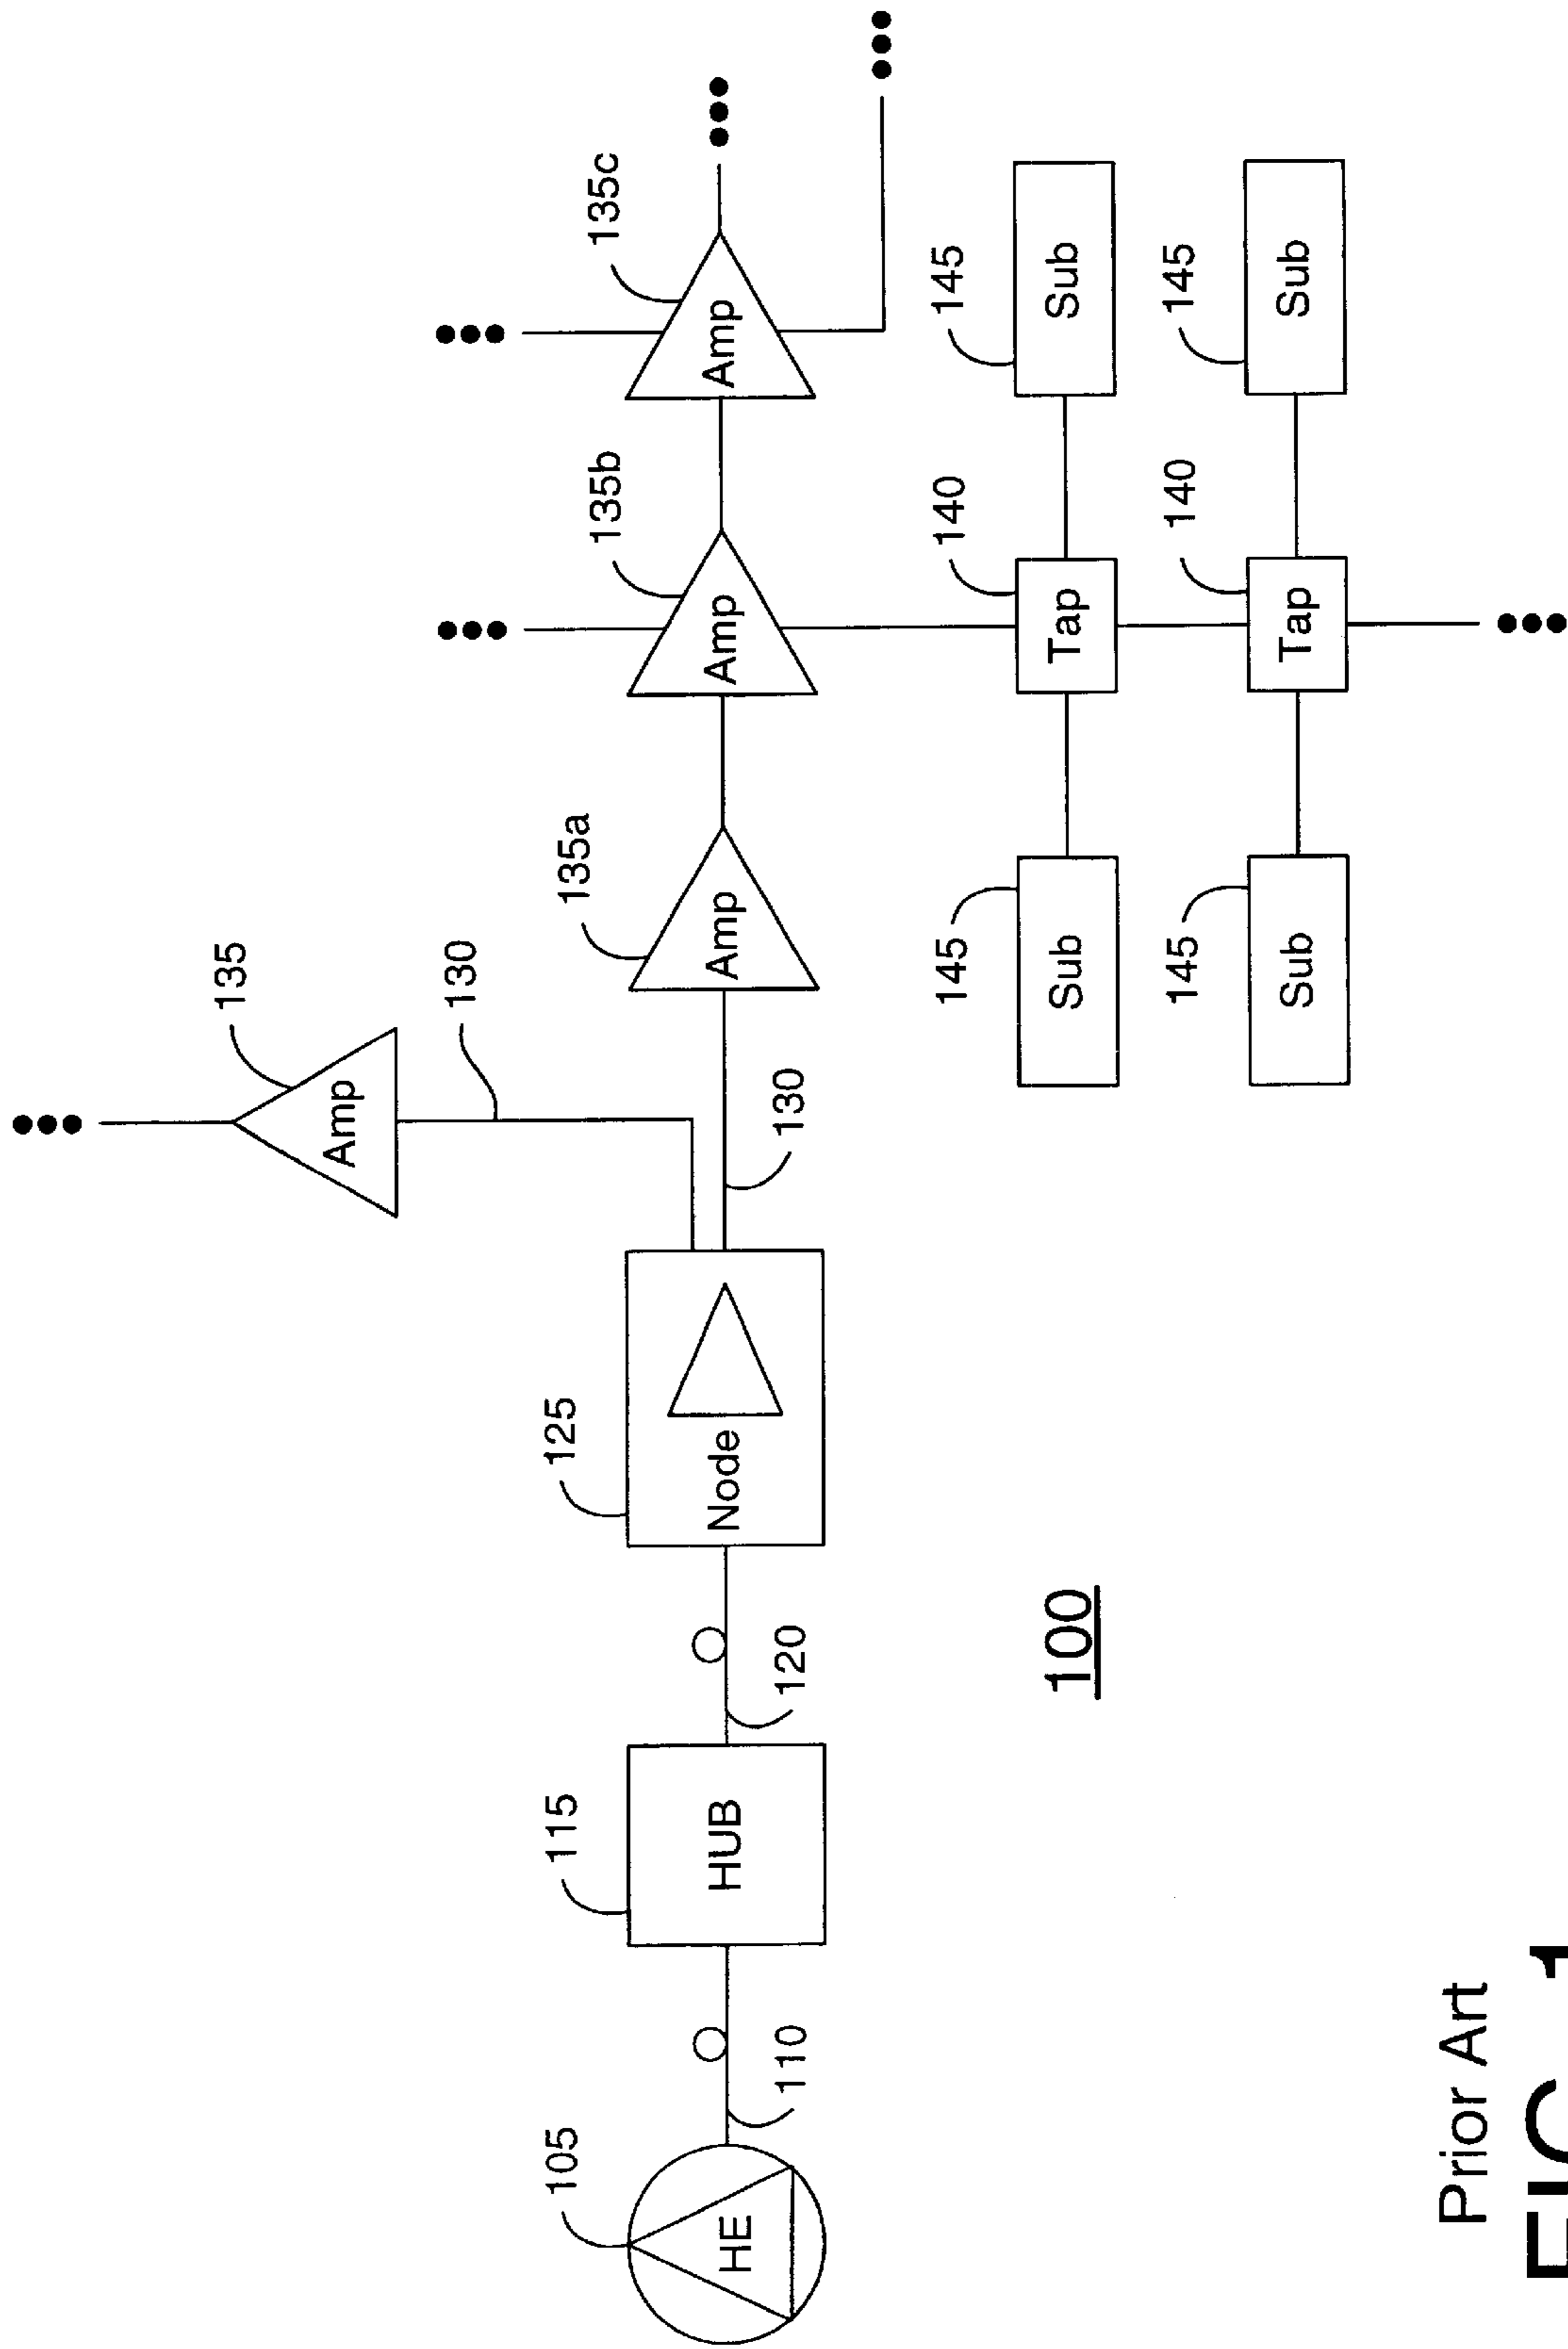 135
Amp
130
105
HE
110
115
HUB
120
125
Node
130
135a
Amp
135b
Amp
135c
Amp
140
Tap
145
Sub
145
Sub
140
Tap
145
Sub
145
Sub
100
Prior Art
FIG. 1